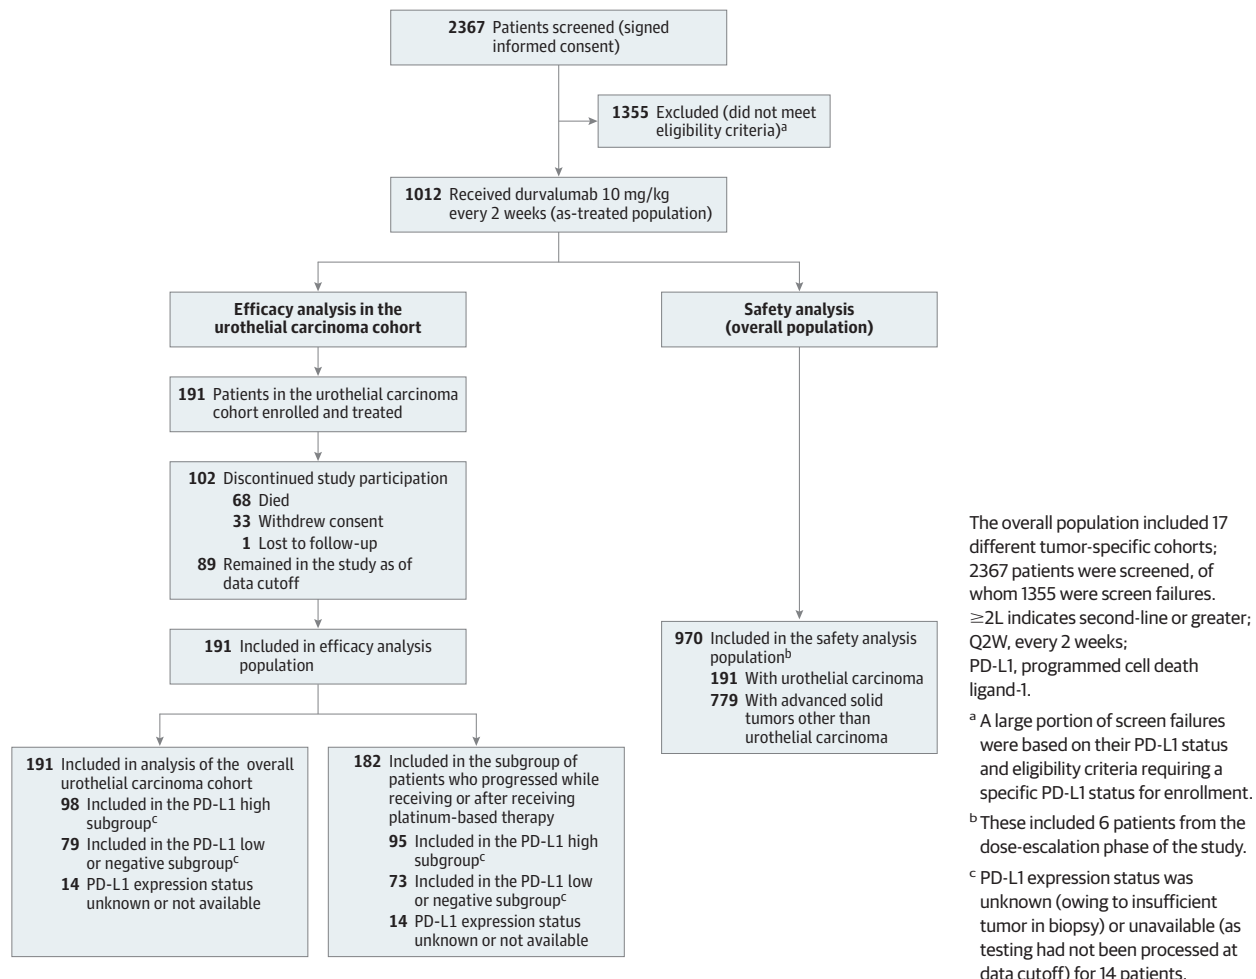 2367 Patients screened (signed
informed consent)
1355 Excluded (did not meet
eligibility criteria)a
1012 Received durvalumab 10 mg/kg
every 2 weeks (as-treated population)
Efficacy analysis in the
urothelial carcinoma cohort
191 Patients in the urothelial carcinoma
cohort enrolled and treated
102 Discontinued study participation
68 Died
33 Withdrew consent
1 Lost to follow-up
89 Remained in the study as of
data cutoff
191 Included in efficacy analysis
population
191 Included in analysis of the overall
urothelial carcinoma cohort
98 Included in the PD-L1 high
subgroupc
79 Included in the PD-L1 low
or negative subgroupc
14 PD-L1 expression status
unknown or not available
182 Included in the subgroup of
patients who progressed while
receiving or after receiving
platinum-based therapy
95 Included in the PD-L1 high
subgroupc
73 Included in the PD-L1 low
or negative subgroupc
14 PD-L1 expression status
unknown or not available
Safety analysis
(overall population)
970 Included in the safety analysis
populationb
191 With urothelial carcinoma
779 With advanced solid
tumors other than
urothelial carcinoma
The overall population included 17
different tumor-specific cohorts;
2367 patients were screened, of
whom 1355 were screen failures.
≥2L indicates second-line or greater;
Q2W, every 2 weeks;
PD-L1, programmed cell death
ligand-1.
a A large portion of screen failures
were based on their PD-L1 status
and eligibility criteria requiring a
specific PD-L1 status for enrollment.
b These included 6 patients from the
dose-escalation phase of the study.
c PD-L1 expression status was
unknown (owing to insufficient
tumor in biopsy) or unavailable (as
testing had not been processed at
data cutoff) for 14 patients.